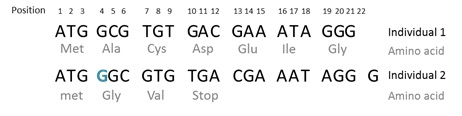 Position 1 2 3 4 5 6 7 8 9 10 11 12 13 14 15 16 17 18 19 20 21 22
ATG GCG TGT GAC GAA ATA GGG Individual 1
Met Ala Cys Asp Glu Ile Gly Amino acid
ATG GGC GTG TGA CGA AAT AGG G Individual 2
met Gly Val Stop Amino acid